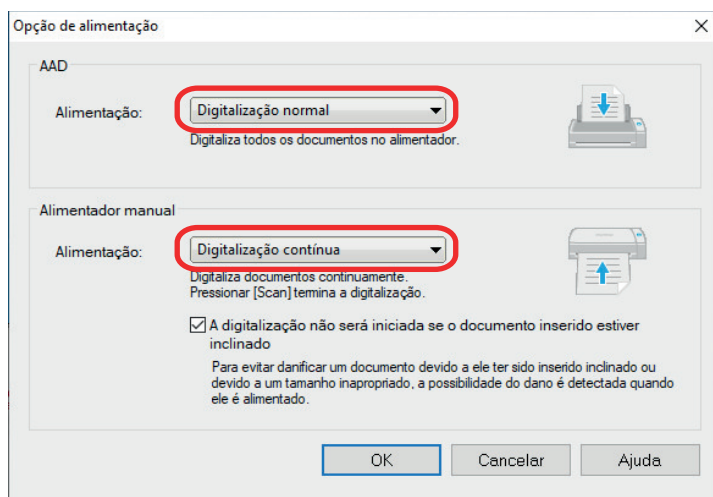 Opção de alimentação
AAD
Alimentação:
Digitalização normal
Digitaliza todos os documentos no alimentador.
Alimentador manual
Alimentação:
Digitalização contínua
Digitaliza documentos continuamente.
Pressionar [Scan] termina a digitalização.
A digitalização não será iniciada se o documento inserido estiver
inclinado
Para evitar danificar um documento devido a ele ter sido inserido inclinado ou
devido a um tamanho inapropriado, a possibilidade do dano é detectada quando
ele é alimentado.
OK
Cancelar
Ajuda